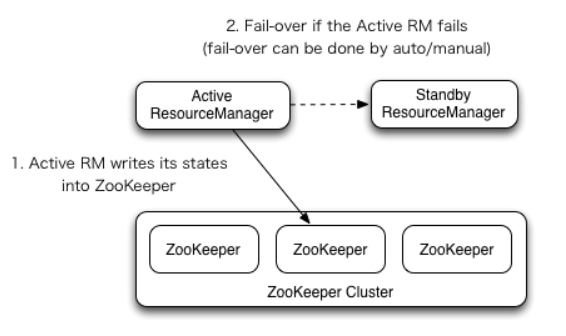 2. Fail-over if the Active RM fails
(fail-over can be done by auto/manual)
Active
ResourceManager
Standby
ResourceManager
1. Active RM writes its states
into ZooKeeper
ZooKeeper
ZooKeeper
ZooKeeper
ZooKeeper Cluster